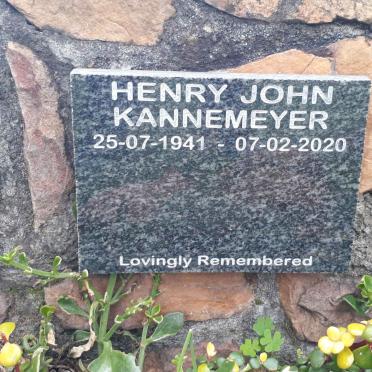 HENRY JOHN
KANNEMEYER
25-07-1941 - 07-02-2020
Lovingly Remembered